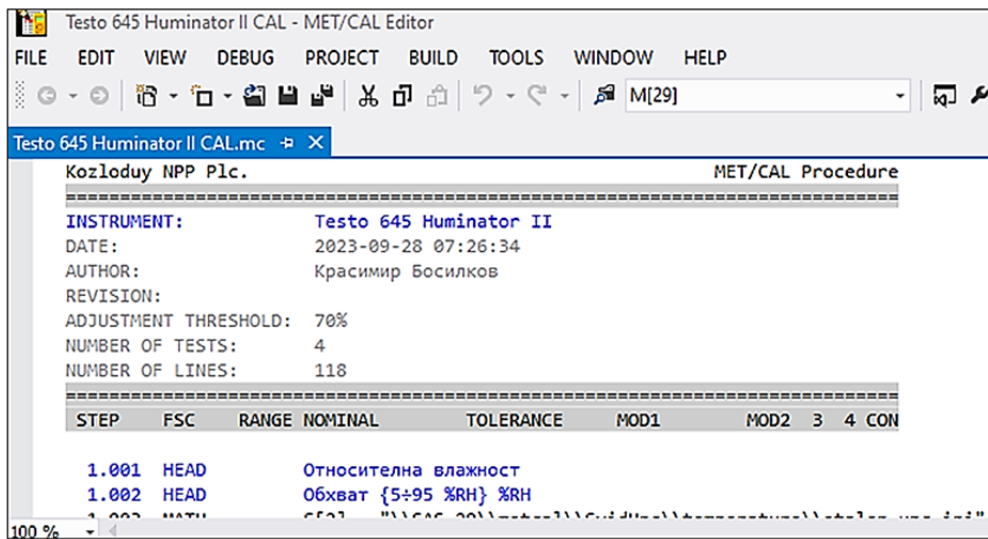 Testo 645 Huminator II CAL - MET/CAL Editor
FILE EDIT VIEW DEBUG PROJECT BUILD TOOLS WINDOW HELP
M[29]
Testo 645 Huminator II CAL.mc
Kozloduy NPP Plc. MET/CAL Procedure
INSTRUMENT: Testo 645 Huminator II
DATE: 2023-09-28 07:26:34
AUTHOR: Красимир Босилков
REVISION:
ADJUSTMENT THRESHOLD: 70%
NUMBER OF TESTS: 4
NUMBER OF LINES: 118
STEP FSC RANGE NOMINAL TOLERANCE MOD1 MOD2 3 4 CON
1.001 HEAD Относителна влажност
1.002 HEAD Обхват {5÷95 %RH} %RH
1.003 MATH
100 %